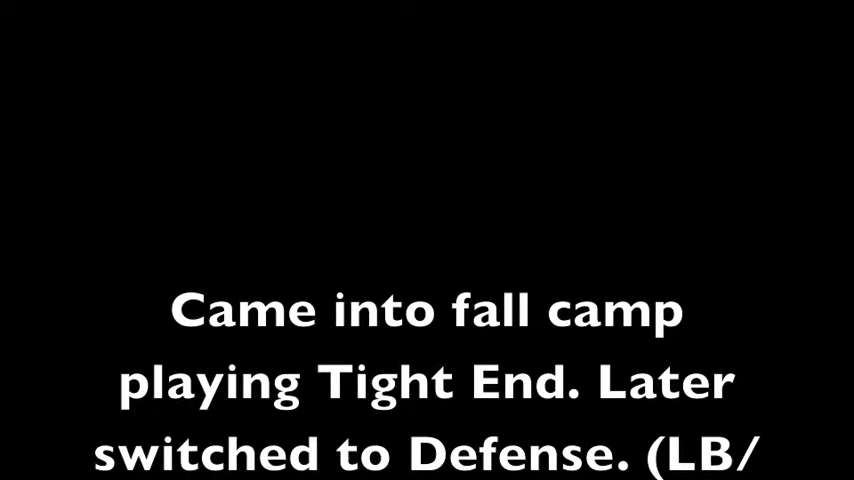 Came into fall camp
playing Tight End. Later
switched to Defense. (LB/